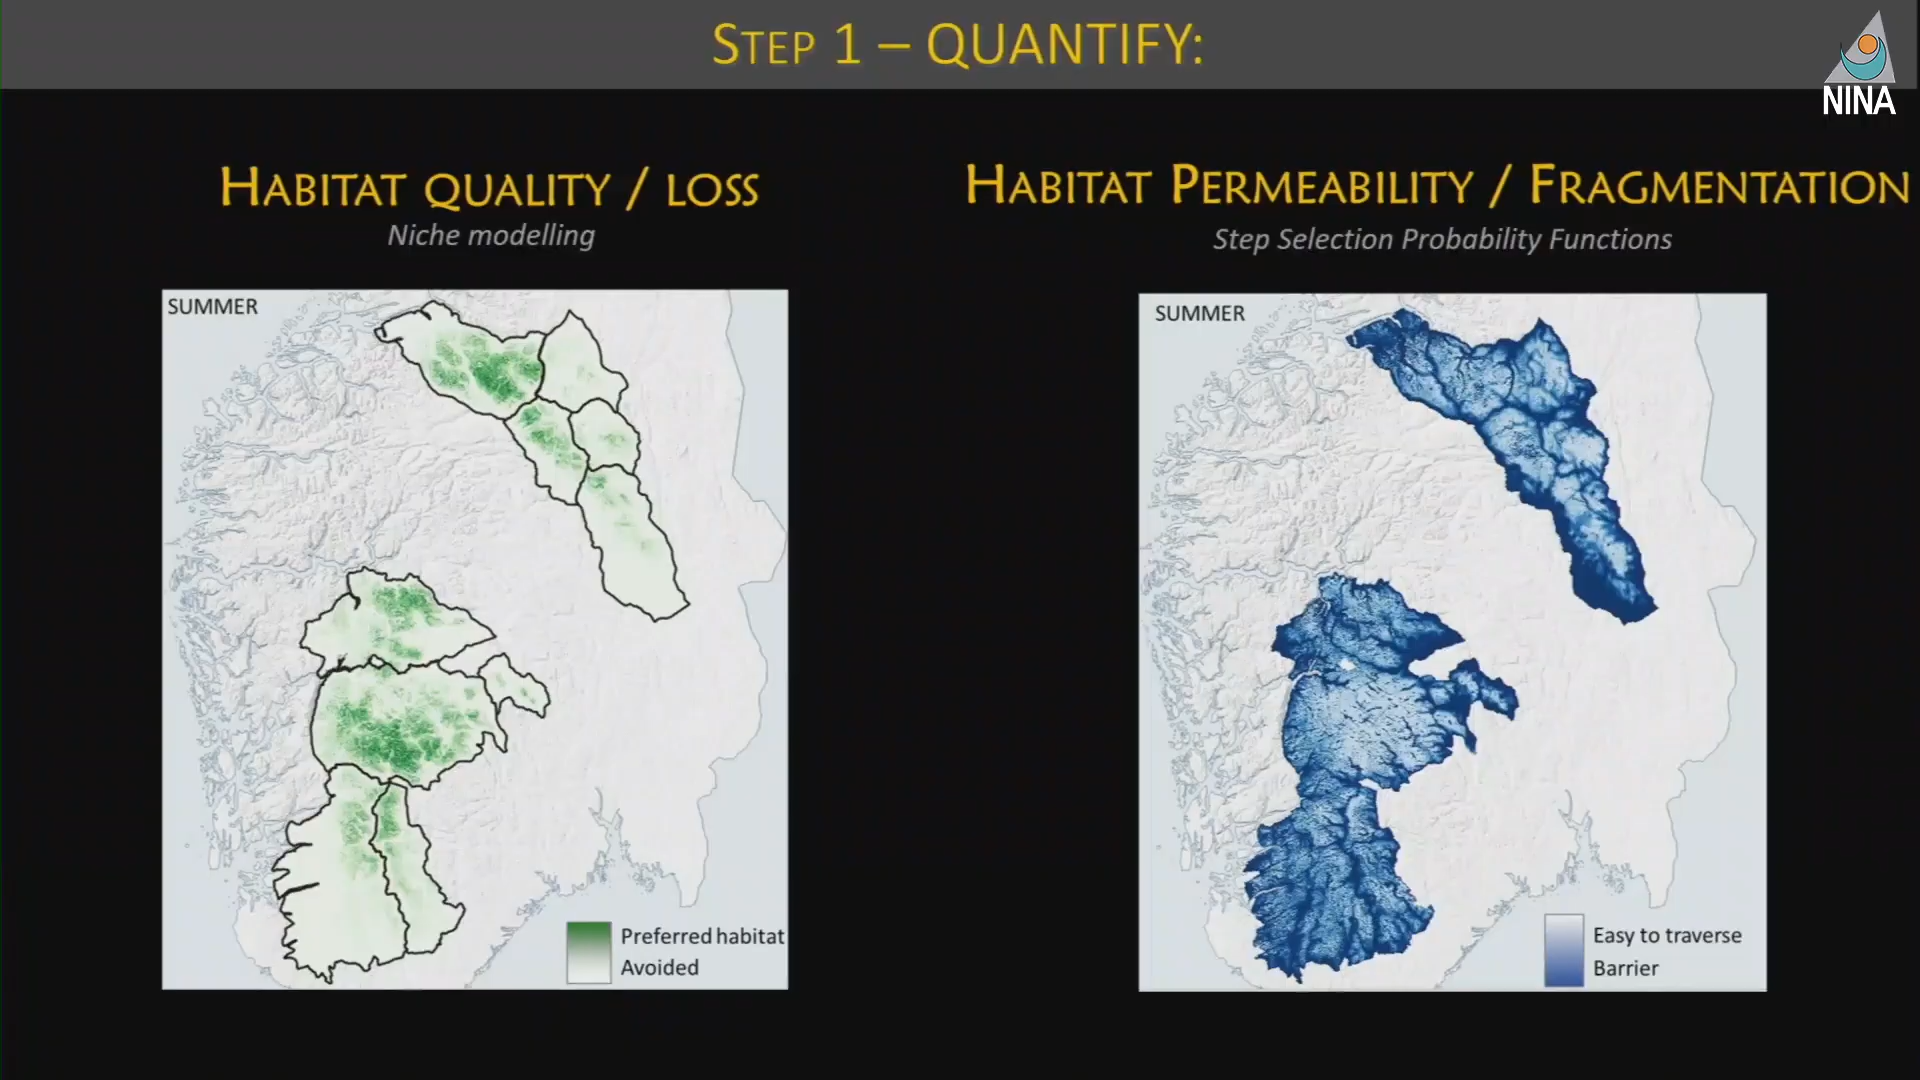 STEP 1 – QUANTIFY:
NINA
HABITAT QUALITY / LOSS
Niche modelling
SUMMER
Preferred habitat
Avoided
HABITAT PERMEABILITY / FRAGMENTATION
Step Selection Probability Functions
SUMMER
Easy to traverse
Barrier